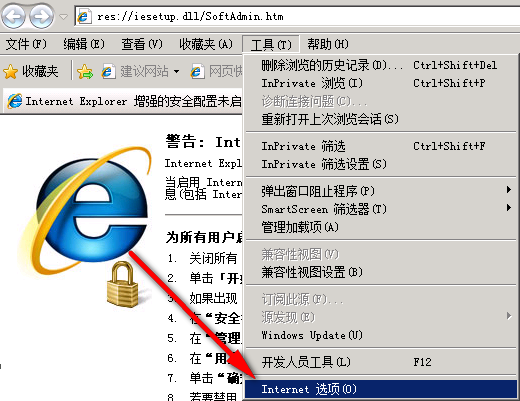 res://iesetup.dll/SoftAdmin.htm
文件(F) 编辑(E) 查看(V) 收藏夹(A) 工具(T) 帮助(H)
收藏夹 建议网站
Internet Explorer 增强的安全配置未启
删除浏览的历史记录(D)... Ctrl+Shift+Del
InPrivate 浏览(I) Ctrl+Shift+P
诊断连接问题(C)...
重新打开上次浏览会话(S)
InPrivate 筛选 Ctrl+Shift+F
InPrivate 筛选设置(S)
弹出窗口阻止程序(P)
SmartScreen 筛选器(T)
管理加载项(A)
兼容性视图(V)
兼容性视图设置(B)
订阅此源(F)...
源发现(E)
Windows Update(U)
开发人员工具(L) F12
Internet 选项(O)
警告: Int
Internet Expl
当启用 Intern
息(包括 Inter
为所有用户启
1. 关闭所有
2. 单击「开
3. 如果出现
4. 在“安全
5. 在“管理
6. 在“用
7. 单击“确
8. 若要禁用